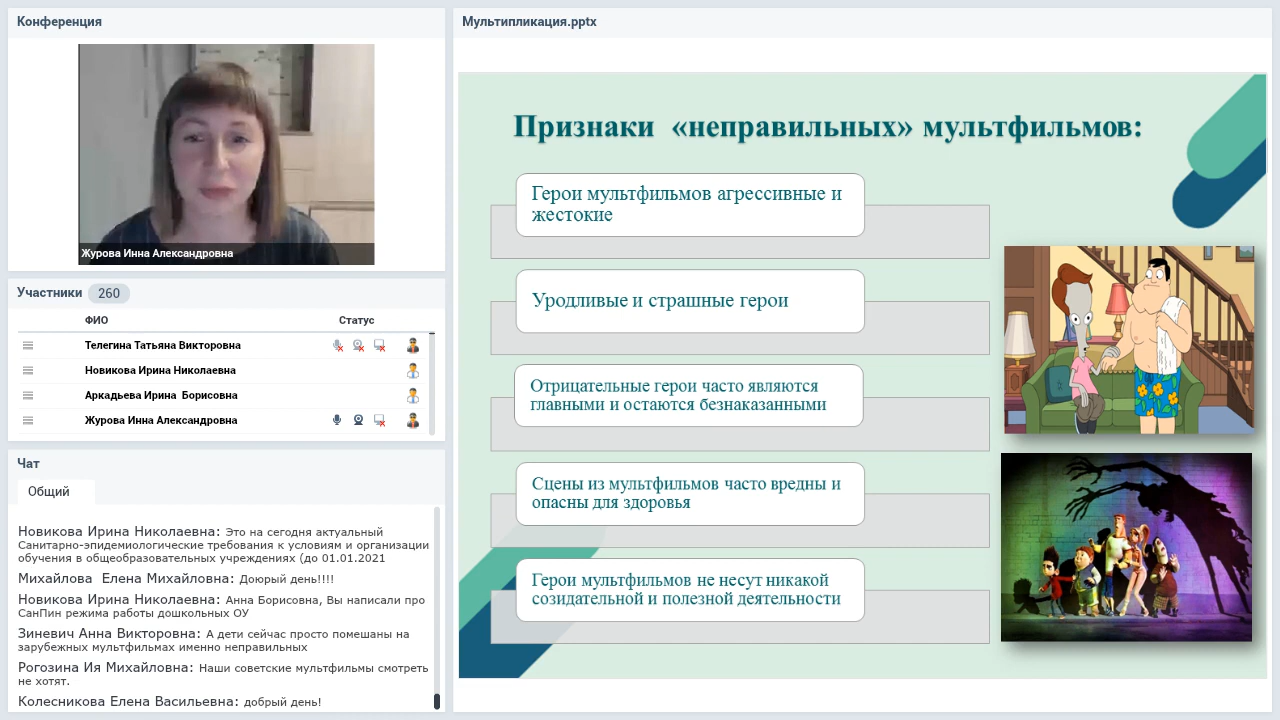 Конференция
Журова Инна Александровна
Участники 260
ФИО Статус
Телегина Татьяна Викторовна
Новикова Ирина Николаевна
Аркадьева Ирина Борисовна
Журова Инна Александровна
Чат
Общий
Новикова Ирина Николаевна: Это на сегодня актуальный
Санитарно-эпидемиологические требования к условиям и организации
обучения в общеобразовательных учреждениях (до 01.01.2021
Михайлова Елена Михайловна: Доюрый день!!!!
Новикова Ирина Николаевна: Анна Борисовна, Вы написали про
СанПин режима работы дошкольных ОУ
Зиневич Анна Викторовна: А дети сейчас просто помешаны на
зарубежных мультфильмах именно неправильных
Рогозина Ия Михайловна: Наши советские мультфильмы смотреть
не хотят.
Колесникова Елена Васильевна: добрый день!
Мультипликация.pptx
Признаки «неправильных» мультфильмов:
Герои мультфильмов агрессивные и
жестокие
Уродливые и страшные герои
Отрицательные герои часто являются
главными и остаются безнаказанными
Сцены из мультфильмов часто вредны и
опасны для здоровья
Герои мультфильмов не несут никакой
созидательной и полезной деятельности